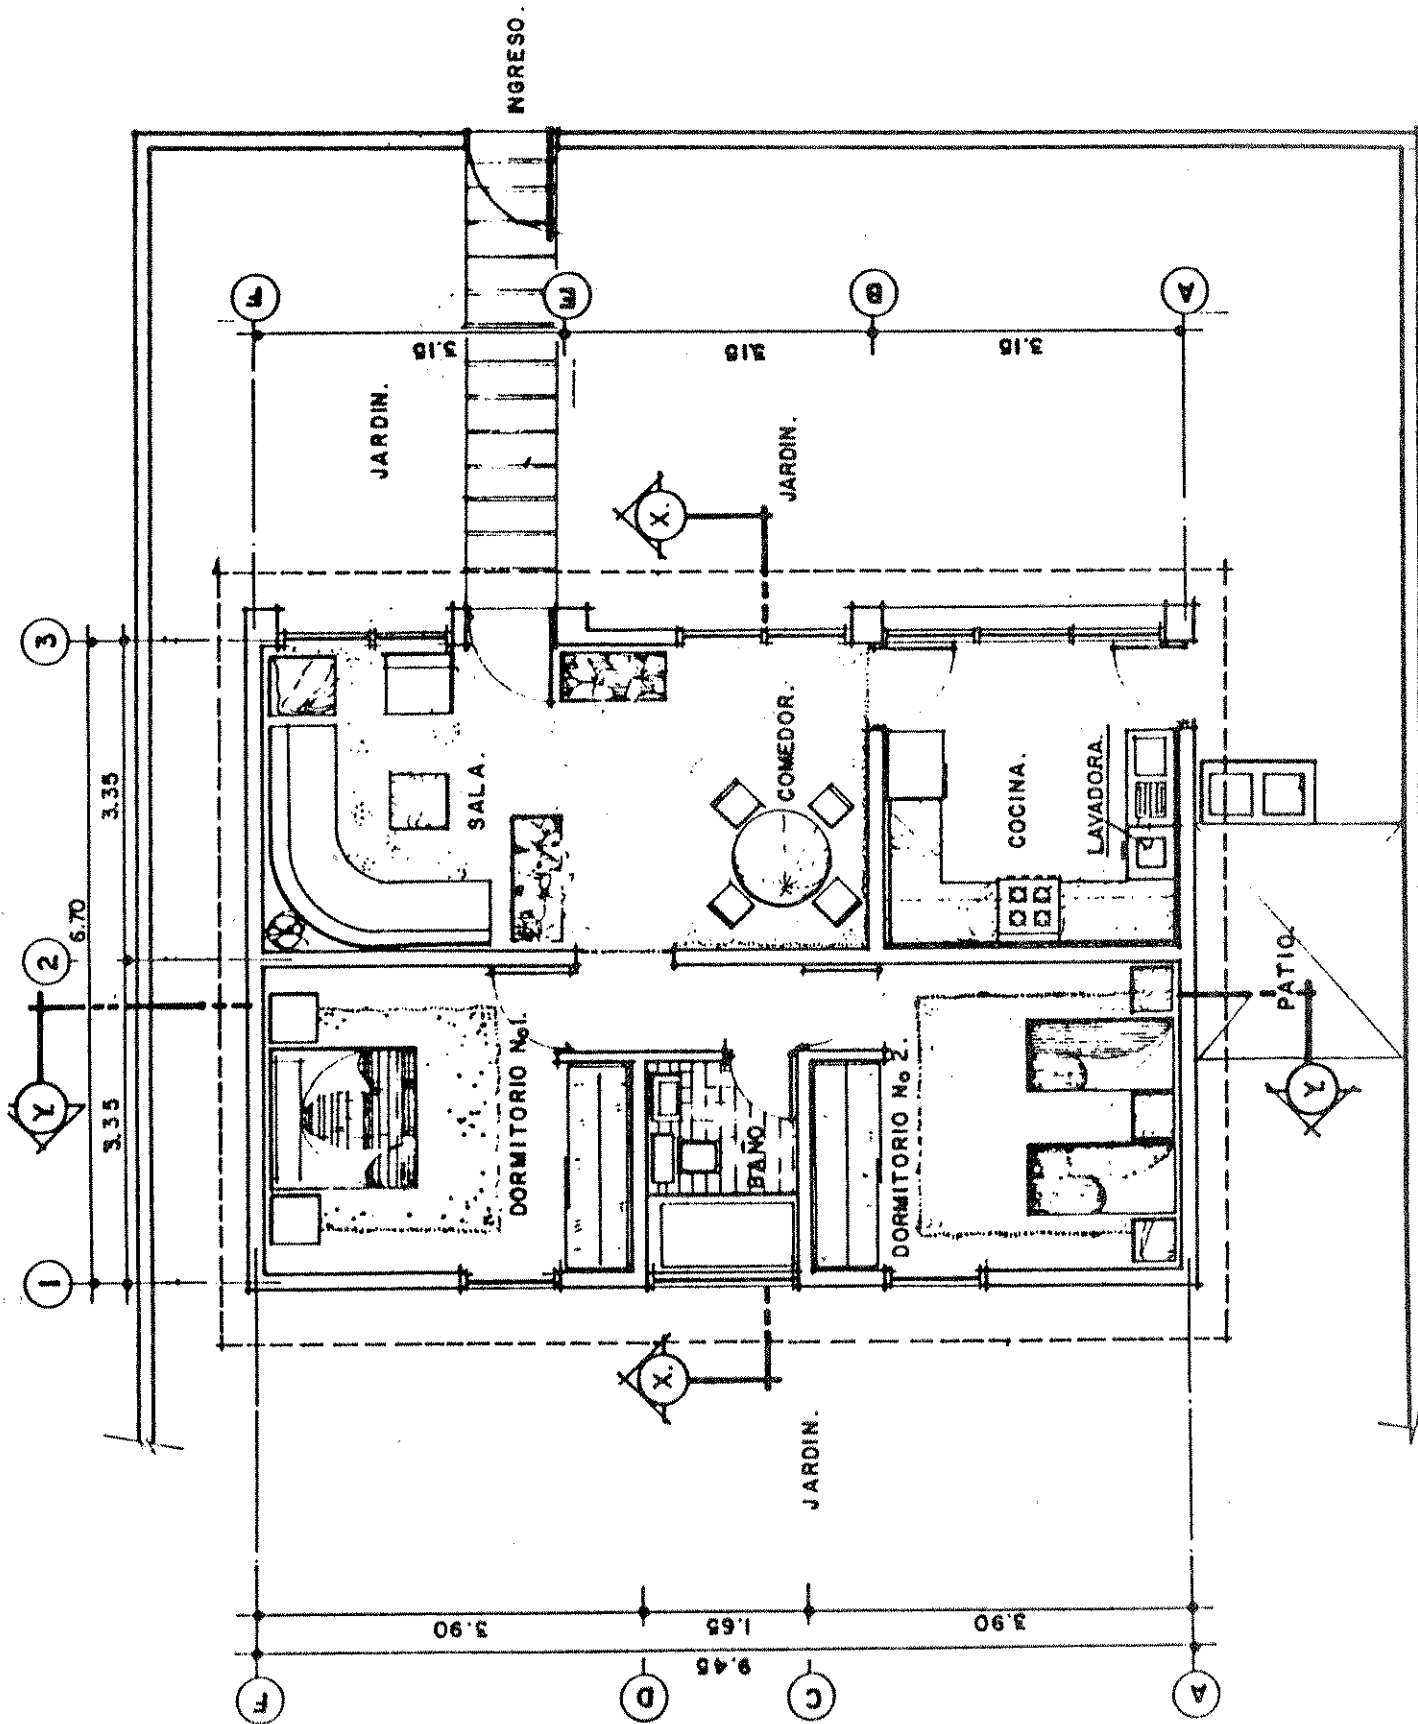 INGRESO.
F
E
B
A
3.15
3.15
3.15
JARDIN.
JARDIN.
X.
3
2
1
6.70
3.35
3.35
Y.
SALA.
COMEDOR.
COCINA.
LAVADORA.
PATIO.
DORMITORIO No1.
BAÑO
DORMITORIO No 2.
Y.
X.
JARDIN.
3.90
1.65
3.90
9.45
F
D
C
A